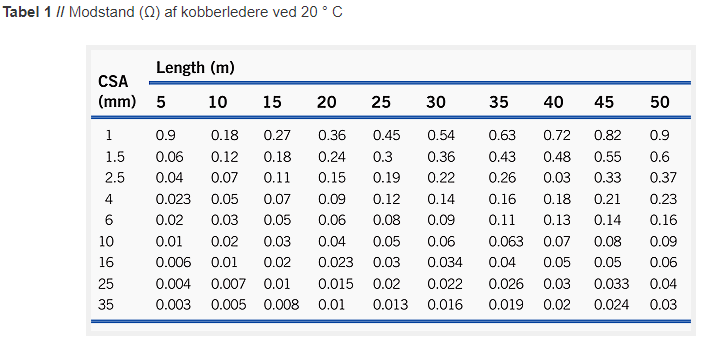 Tabel 1 // Modstand (Ω) af kobberledere ved 20 ° C
Length (m)
CSA
(mm) 5 10 15 20 25 30 35 40 45 50
1 0.9 0.18 0.27 0.36 0.45 0.54 0.63 0.72 0.82 0.9
1.5 0.06 0.12 0.18 0.24 0.3 0.36 0.43 0.48 0.55 0.6
2.5 0.04 0.07 0.11 0.15 0.19 0.22 0.26 0.03 0.33 0.37
4 0.023 0.05 0.07 0.09 0.12 0.14 0.16 0.18 0.21 0.23
6 0.02 0.03 0.05 0.06 0.08 0.09 0.11 0.13 0.14 0.16
10 0.01 0.02 0.03 0.04 0.05 0.06 0.063 0.07 0.08 0.09
16 0.006 0.01 0.02 0.023 0.03 0.034 0.04 0.05 0.05 0.06
25 0.004 0.007 0.01 0.015 0.02 0.022 0.026 0.03 0.033 0.04
35 0.003 0.005 0.008 0.01 0.013 0.016 0.019 0.02 0.024 0.03